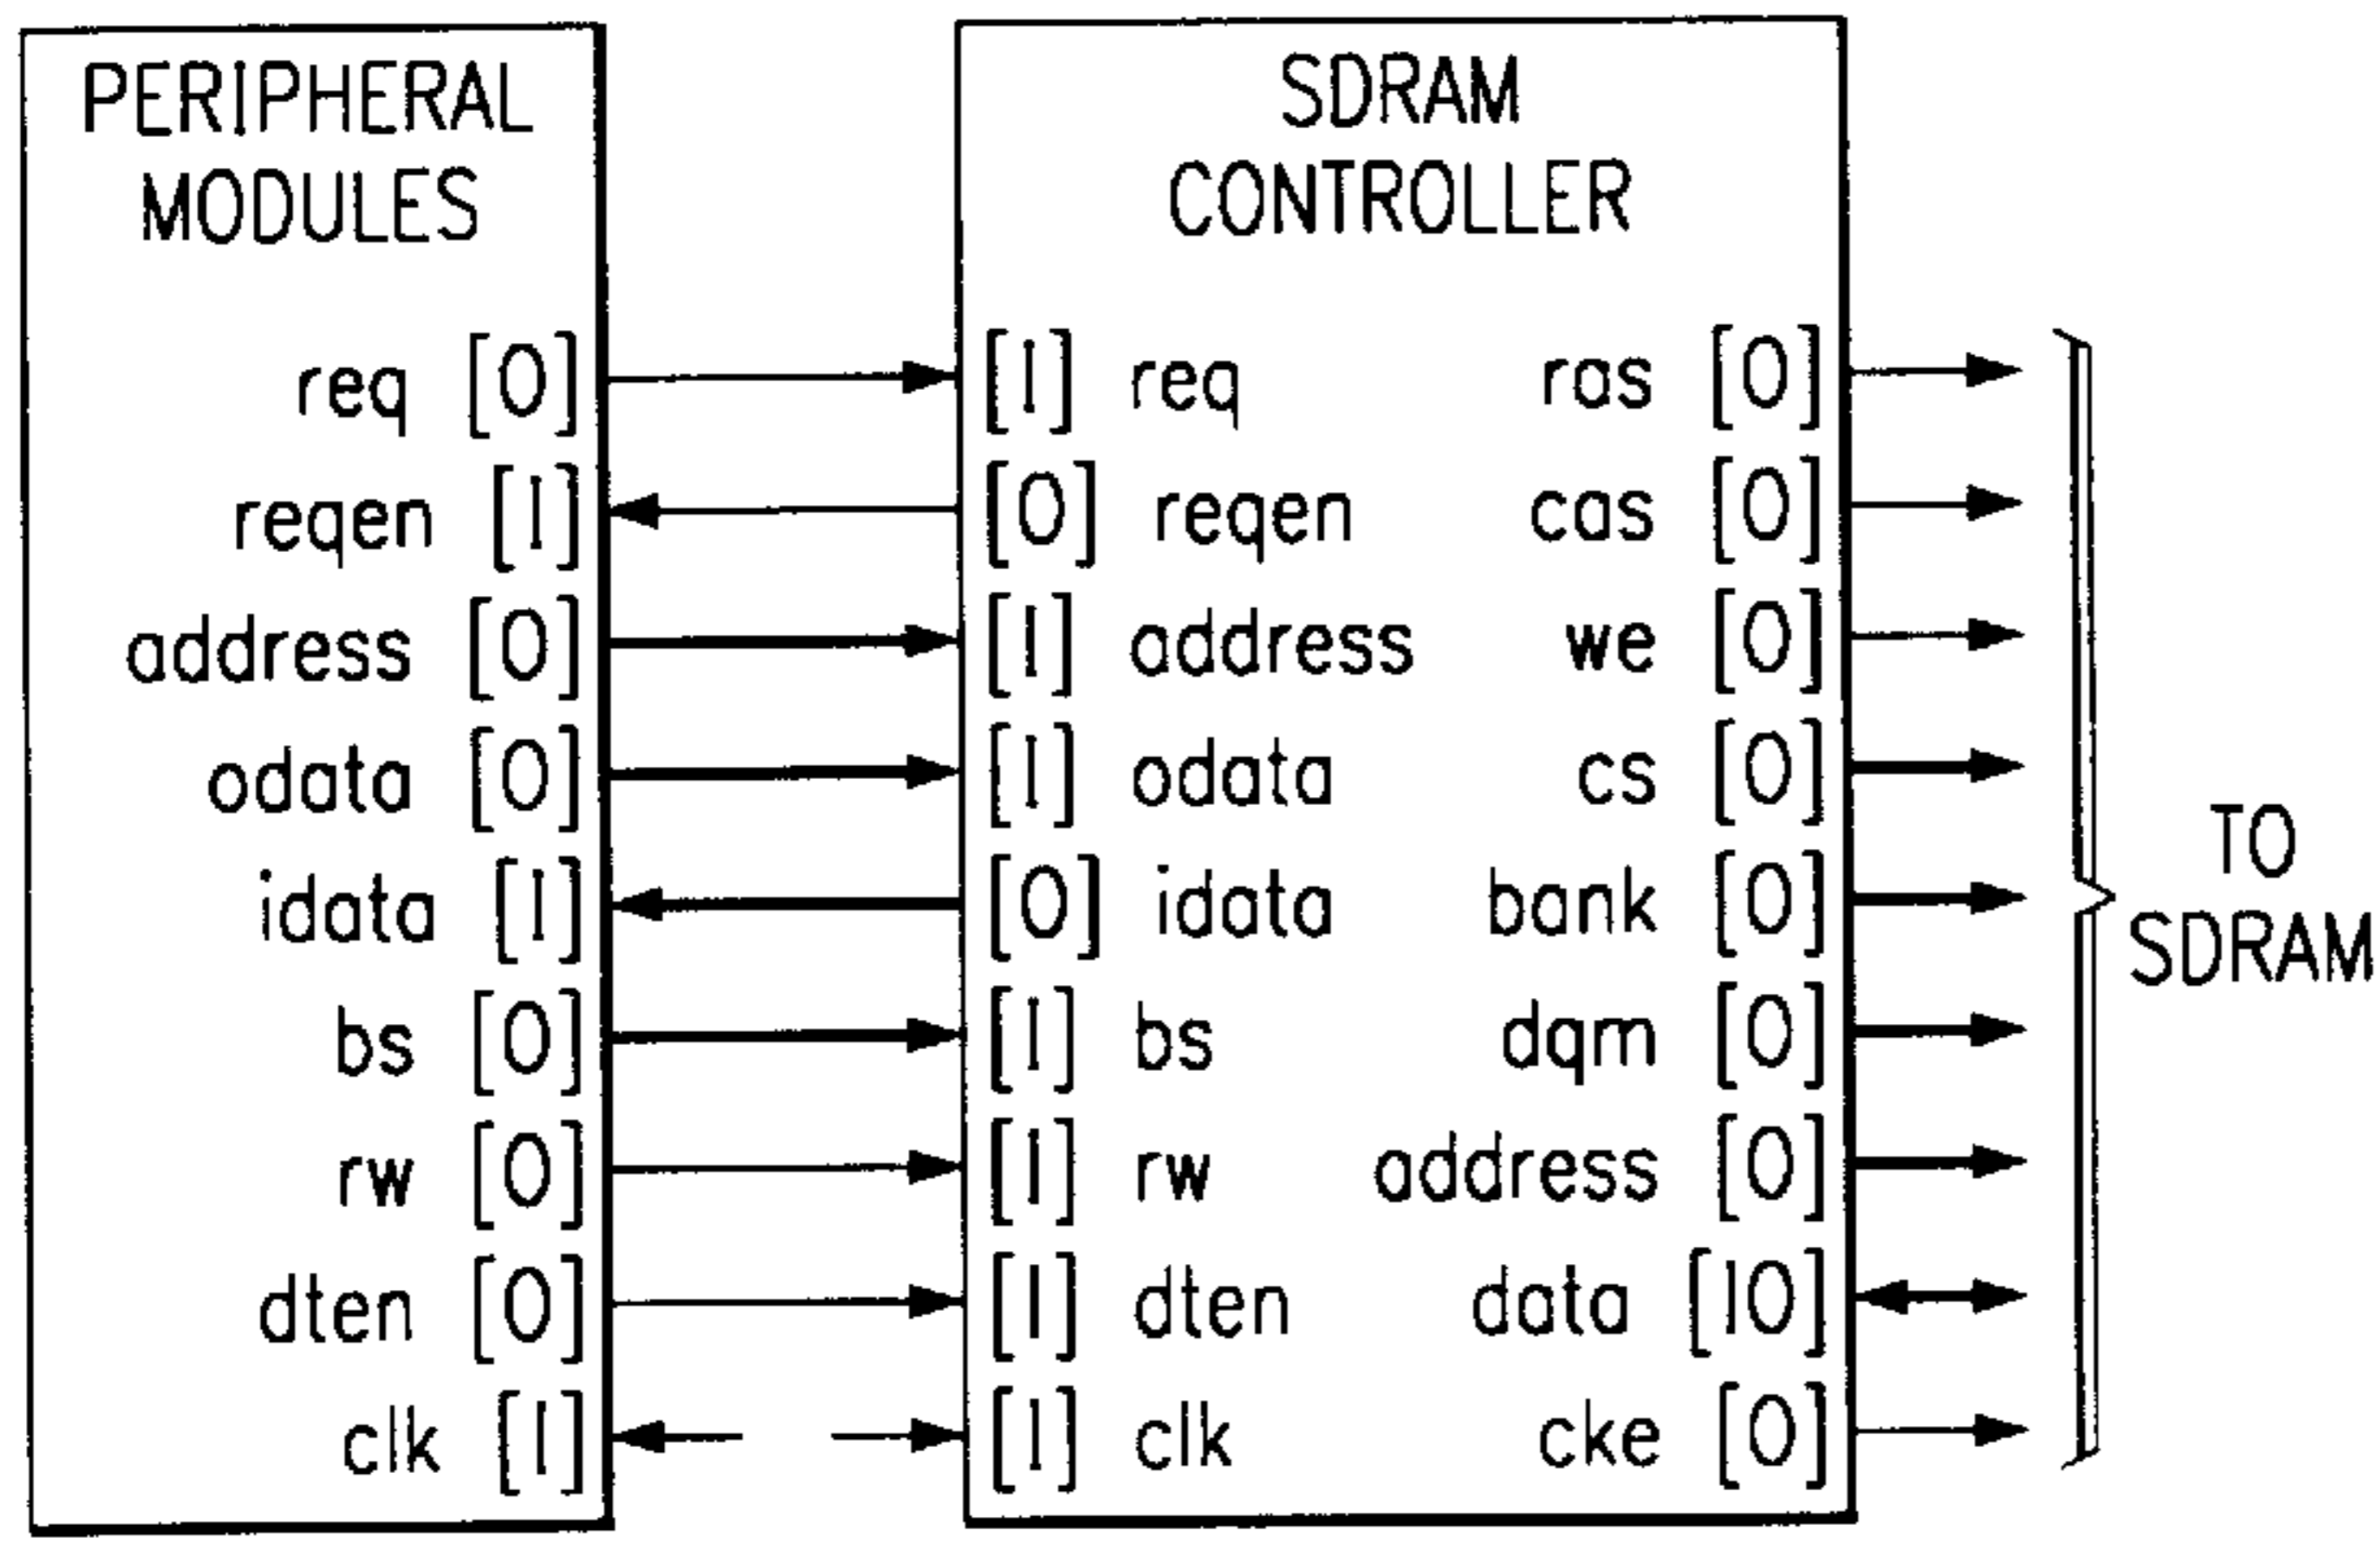 PERIPHERAL
MODULES
SDRAM
CONTROLLER
req [O] [I] req ras [O]
reqen [I] [O] reqen cas [O]
address [O] [I] address we [O]
odata [O] [I] odata cs [O]
idata [I] [O] idata bank [O]
bs [O] [I] bs dqm [O]
rw [O] [I] rw address [O]
dten [O] [I] dten data [IO]
clk [I] [I] clk cke [O]
TO
SDRAM